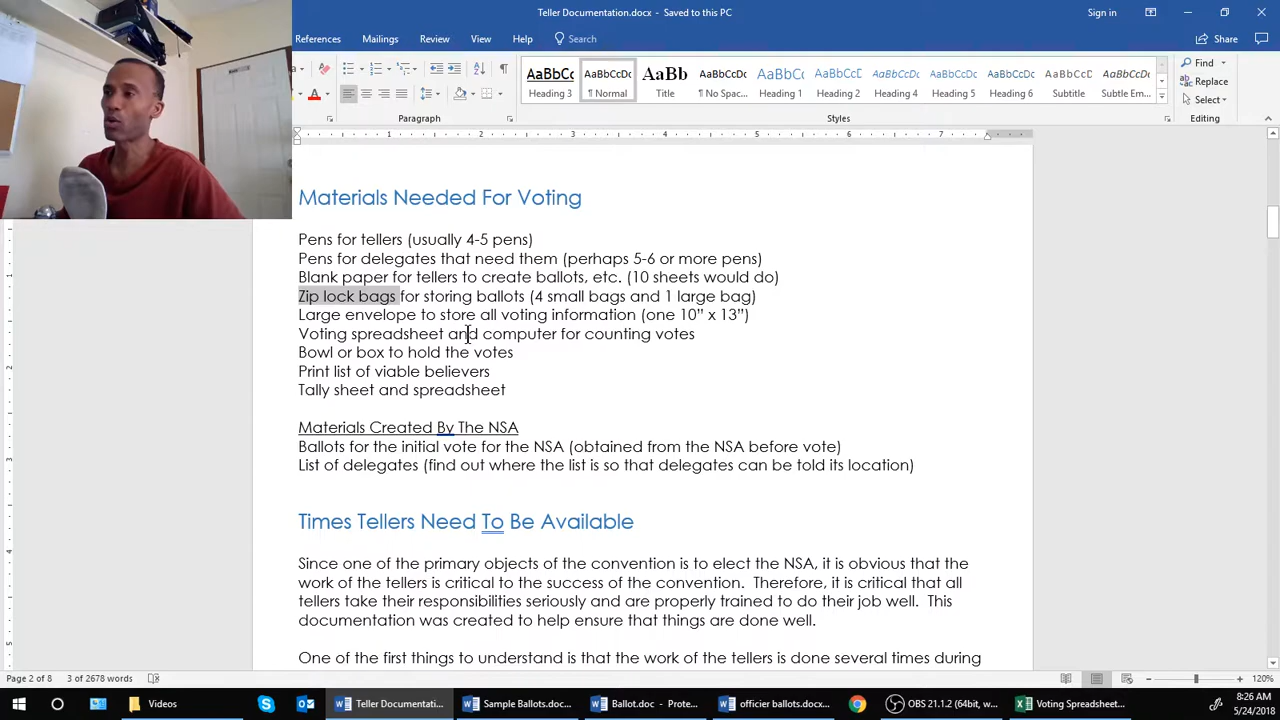 Teller Documentation.docx - Saved to this PC
Sign in
References Mailings Review View Help Search Share
AaBbCc AaBbCcDc AaBb AaBbCcDc AaBbCcDc AaBbCcDc AaBbCcDc AaBbCcDc AaBbCcDc AaBbCcDc AaBbCcDc
Heading 3 ¶ Normal Title ¶ No Spac... Heading 1 Heading 2 Heading 4 Heading 5 Heading 6 Subtitle Subtle Em...
Find
Replace
Select
Paragraph Styles Editing
1 2 3 4 5 6 7
Materials Needed For Voting
Pens for tellers (usually 4-5 pens)
Pens for delegates that need them (perhaps 5-6 or more pens)
Blank paper for tellers to create ballots, etc. (10 sheets would do)
Zip lock bags for storing ballots (4 small bags and 1 large bag)
Large envelope to store all voting information (one 10” x 13”)
Voting spreadsheet and computer for counting votes
Bowl or box to hold the votes
Print list of viable believers
Tally sheet and spreadsheet
Materials Created By The NSA
Ballots for the initial vote for the NSA (obtained from the NSA before vote)
List of delegates (find out where the list is so that delegates can be told its location)
Times Tellers Need To Be Available
Since one of the primary objects of the convention is to elect the NSA, it is obvious that the
work of the tellers is critical to the success of the convention. Therefore, it is critical that all
tellers take their responsibilities seriously and are properly trained to do their job well. This
documentation was created to help ensure that things are done well.
One of the first things to understand is that the work of the tellers is done several times during
Page 2 of 8 3 of 2678 words 120%
Videos Teller Documentati... Sample Ballots.do... Ballot.doc - Prote... officier ballots.docx... OBS 21.1.2 (64bit, w... Voting Spreadsheet...
8:26 AM
5/24/2018